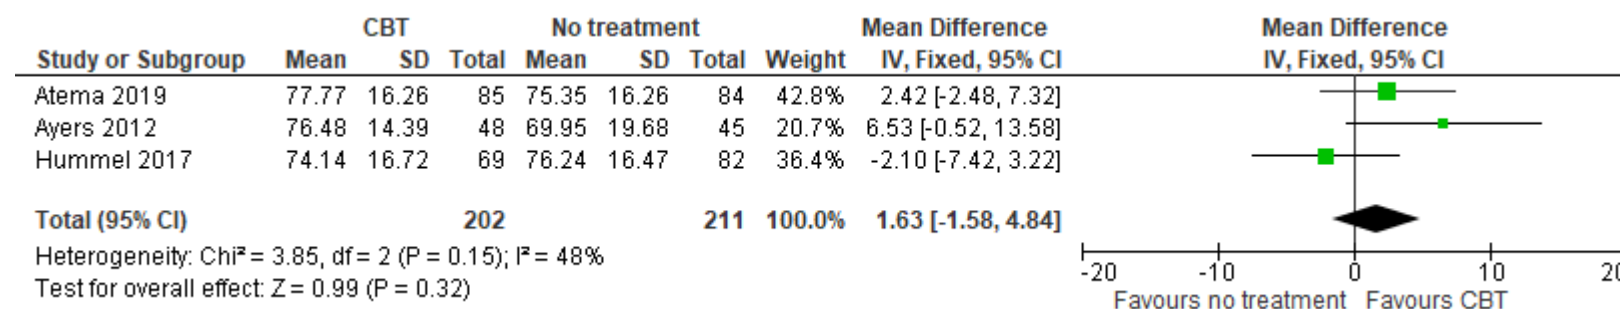 CBT No treatment Mean Difference Mean Difference
Study or Subgroup Mean SD Total Mean SD Total Weight IV, Fixed, 95% CI IV, Fixed, 95% CI
Atema 2019 77.77 16.26 85 75.35 16.26 84 42.8% 2.42 [-2.48, 7.32]
Ayers 2012 76.48 14.39 48 69.95 19.68 45 20.7% 6.53 [-0.52, 13.58]
Hummel 2017 74.14 16.72 69 76.24 16.47 82 36.4% -2.10 [-7.42, 3.22]
Total (95% CI) 202 211 100.0% 1.63 [-1.58, 4.84]
Heterogeneity: Chi² = 3.85, df = 2 (P = 0.15); I² = 48%
Test for overall effect: Z = 0.99 (P = 0.32)
-20 -10 0 10 20
Favours no treatment Favours CBT